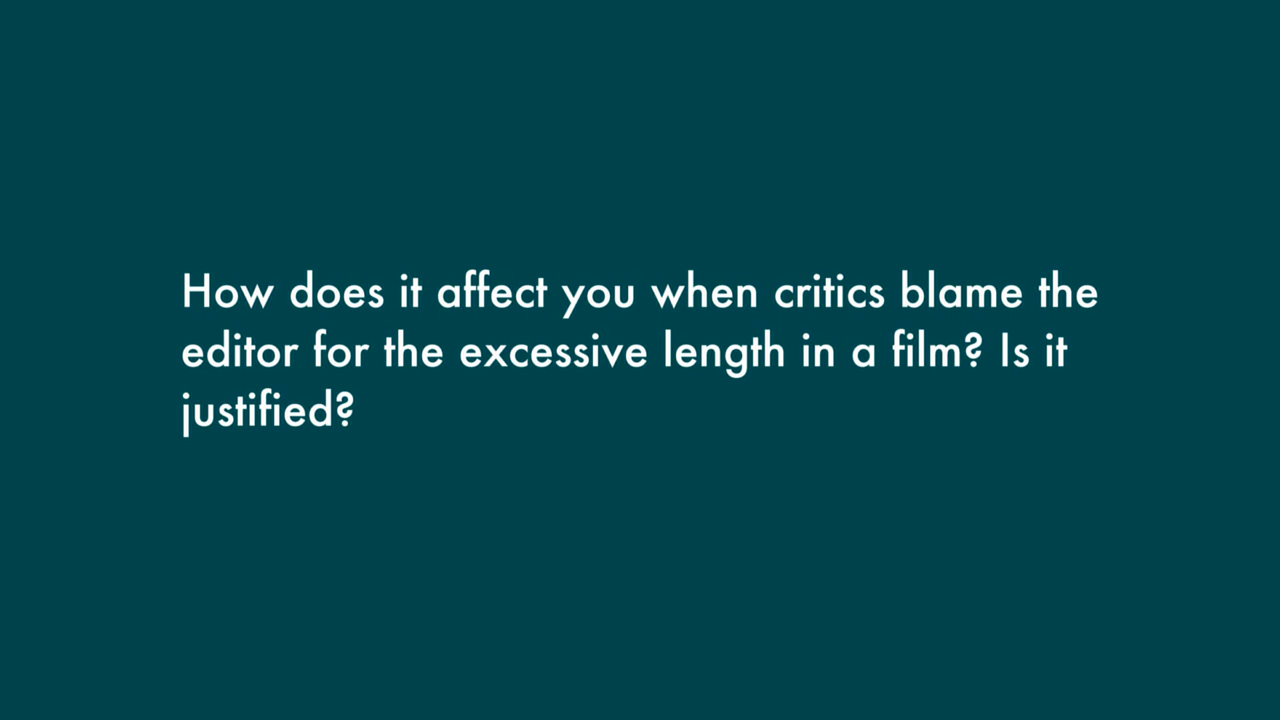 How does it affect you when critics blame the
editor for the excessive length in a film? Is it
justified?